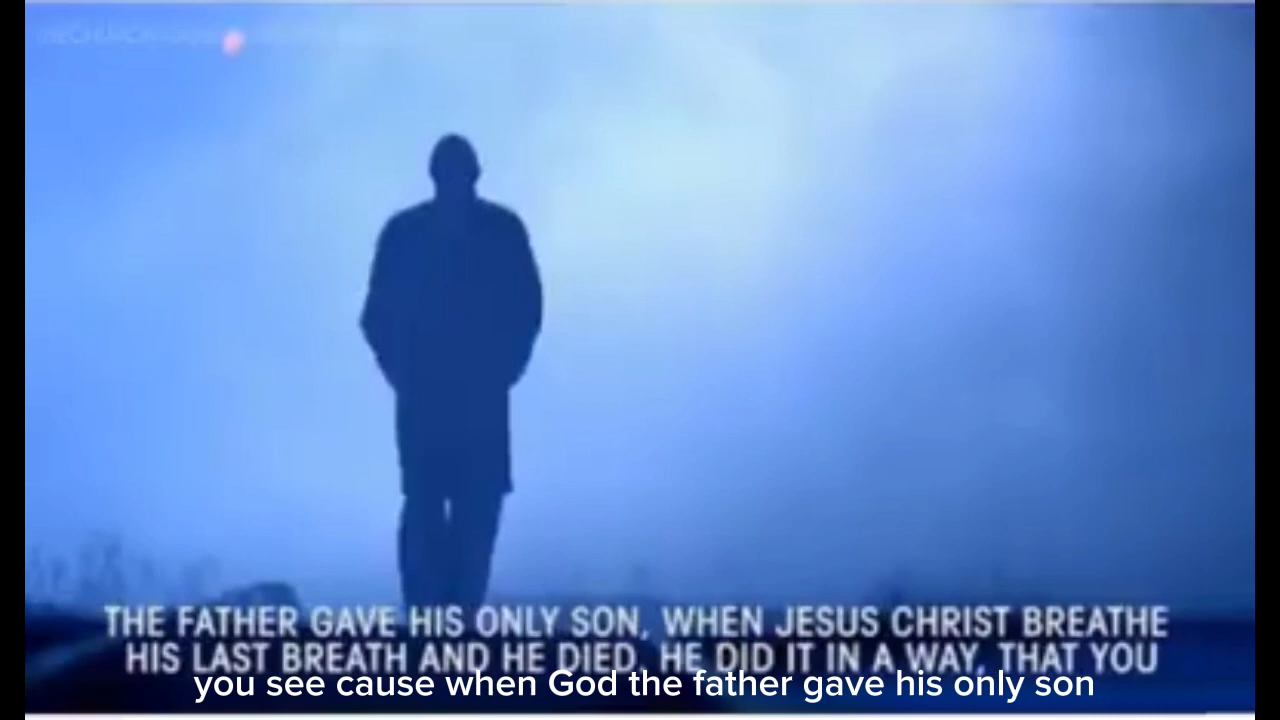 THE FATHER GAVE HIS ONLY SON, WHEN JESUS CHRIST BREATHE
HIS LAST BREATH AND HE DIED, HE DID IT IN A WAY, THAT YOU
you see cause when God the father gave his only son